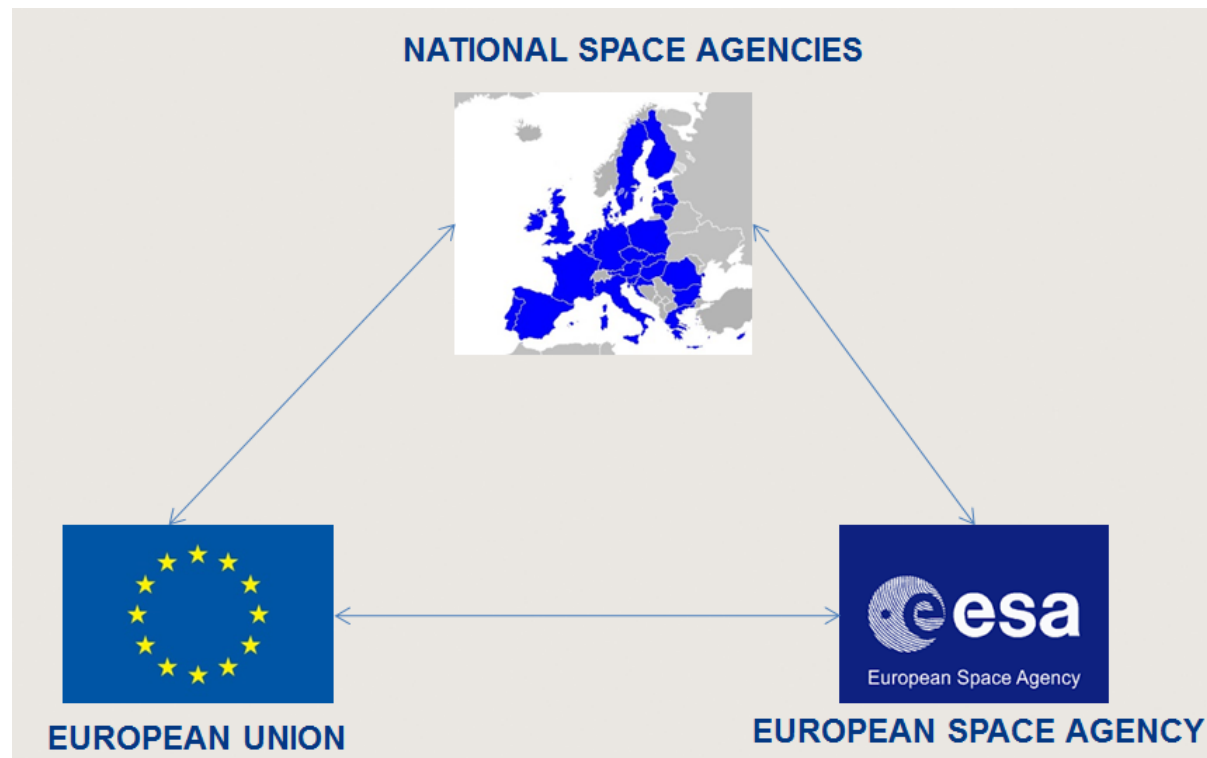 NATIONAL SPACE AGENCIES
esa
European Space Agency
EUROPEAN UNION
EUROPEAN SPACE AGENCY